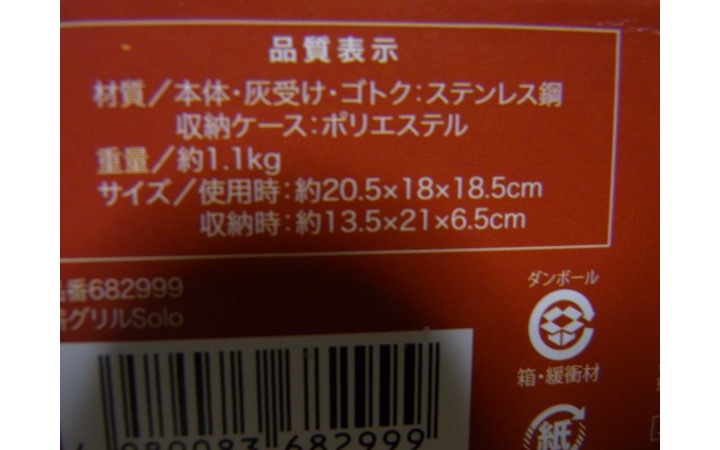 品質表示
材質／本体・灰受け・ゴトク：ステンレス鋼
収納ケース：ポリエステル
重量／約1.1kg
サイズ／使用時：約20.5×18×18.5cm
収納時：約13.5×21×6.5cm
品番682999
グリルSolo
ダンボール
箱・緩衝材
紙
682999